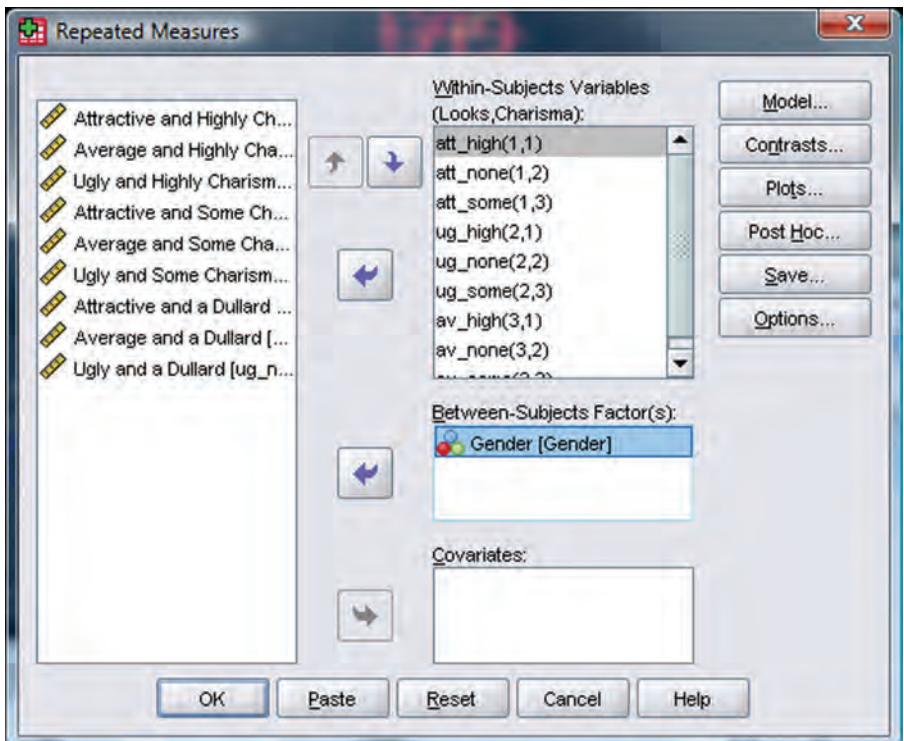 Repeated Measures
Attractive and Highly Ch...
Average and Highly Cha...
Ugly and Highly Charism...
Attractive and Some Ch...
Average and Some Cha...
Ugly and Some Charism...
Attractive and a Dullard ...
Average and a Dullard [...
Ugly and a Dullard [ug_n...
Within-Subjects Variables
(Looks,Charisma):
att_high(1,1)
att_none(1,2)
att_some(1,3)
ug_high(2,1)
ug_none(2,2)
ug_some(2,3)
av_high(3,1)
av_none(3,2)
Between-Subjects Factor(s):
Gender [Gender]
Covariates:
Model...
Contrasts...
Plots...
Post Hoc...
Save...
Options...
OK
Paste
Reset
Cancel
Help